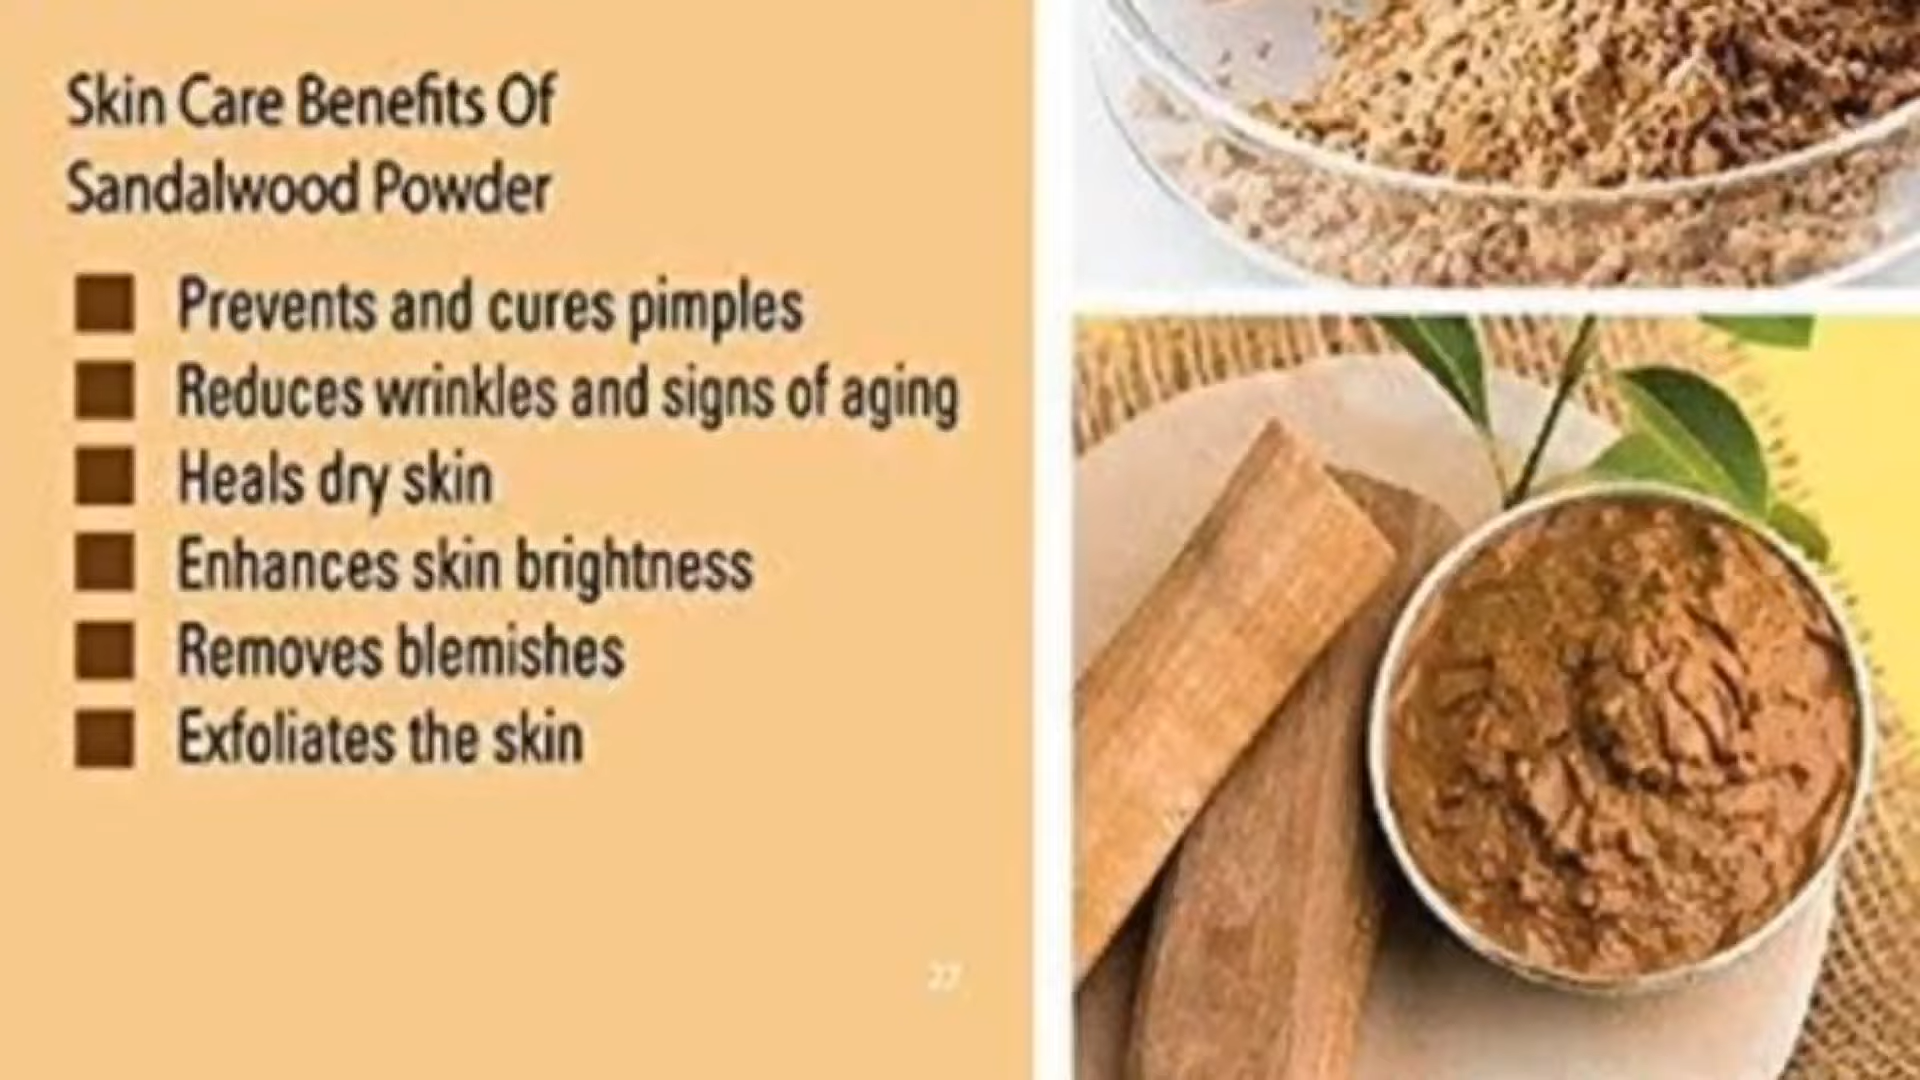 Skin Care Benefits Of
Sandalwood Powder
Prevents and cures pimples
Reduces wrinkles and signs of aging
Heals dry skin
Enhances skin brightness
Removes blemishes
Exfoliates the skin